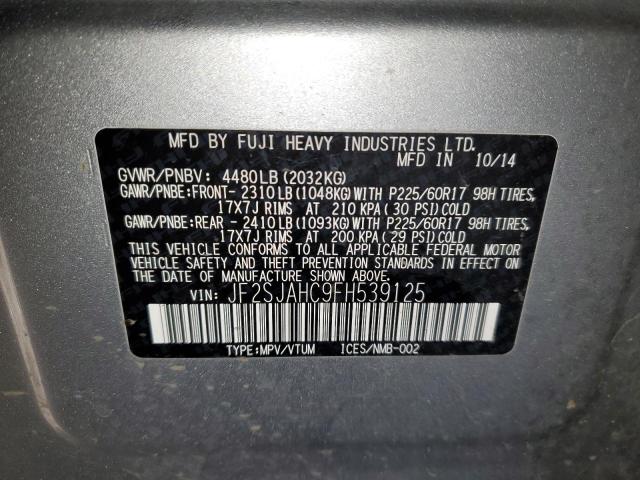 MFD BY FUJI HEAVY INDUSTRIES LTD.
MFD IN 10/14
GVWR/PNBV: 4480LB (2032KG)
GAWR/PNBE:FRONT- 2310LB(1048KG)WITH P225/60R17 98H TIRES,
17X7J RIMS AT 210 KPA (30 PSI)COLD
GAWR/PNBE:REAR - 2410LB(1093KG)WITH P225/60R17 98H TIRES,
17X7J RIMS AT 200 KPA (29 PSI)COLD
THIS VEHICLE CONFORMS TO ALL APPLICABLE FEDERAL MOTOR
VEHICLE SAFETY AND THEFT PREVENTION STANDARDS IN EFFECT ON
THE DATE OF MANUFACTURE SHOWN ABOVE.
VIN: JF2SJAHC9FH539125
TYPE:MPV/VTUM ICES/NMB-002